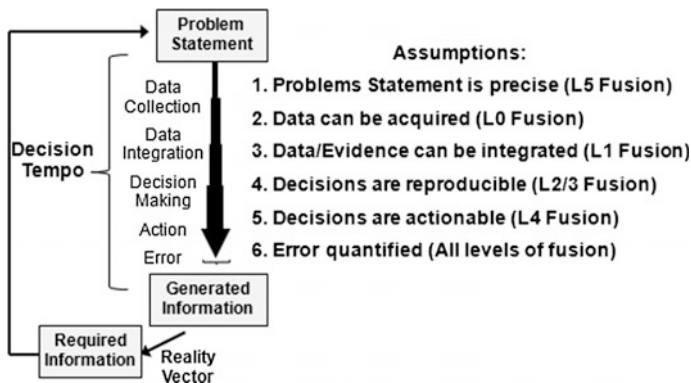 Problem
Statement
Data
Collection
Data
Integration
Decision
Making
Action
Error
Decision
Tempo
Generated
Information
Required
Information
Reality
Vector
Assumptions:
1. Problems Statement is precise (L5 Fusion)
2. Data can be acquired (L0 Fusion)
3. Data/Evidence can be integrated (L1 Fusion)
4. Decisions are reproducible (L2/3 Fusion)
5. Decisions are actionable (L4 Fusion)
6. Error quantified (All levels of fusion)